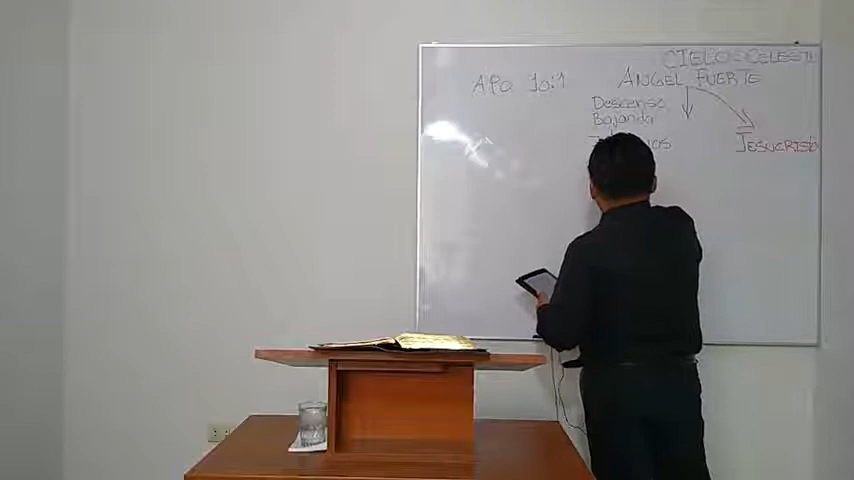 CIELO CELESTI
APO 10:1 ANGEL FUERTE
Descenso
Bajando
JESUCRISTO